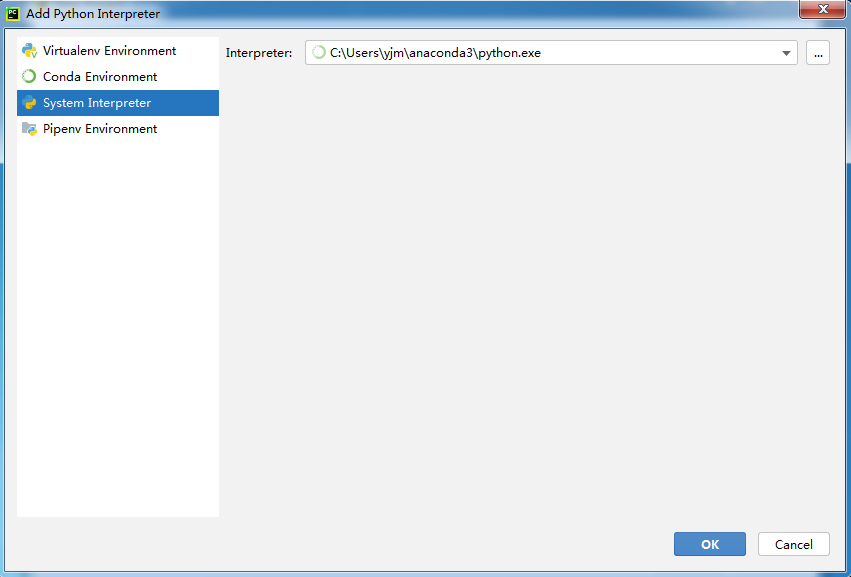 PC Add Python Interpreter
Virtualenv Environment
Conda Environment
System Interpreter
Pipenv Environment
Interpreter: C:\Users\yjm\anaconda3\python.exe ...
OK Cancel